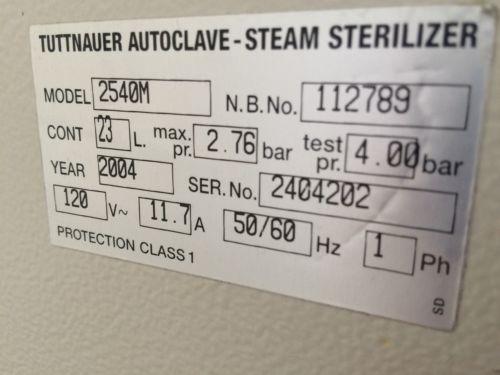 TUTTNAUER AUTOCLAVE - STEAM STERILIZER
MODEL 2540M N.B.No. 112789
CONT 23 L. max. pr. 2.76 bar test pr. 4.00 bar
YEAR 2004 SER.No. 2404202
120 V~ 11.7 A 50/60 Hz 1 Ph
PROTECTION CLASS 1
SD